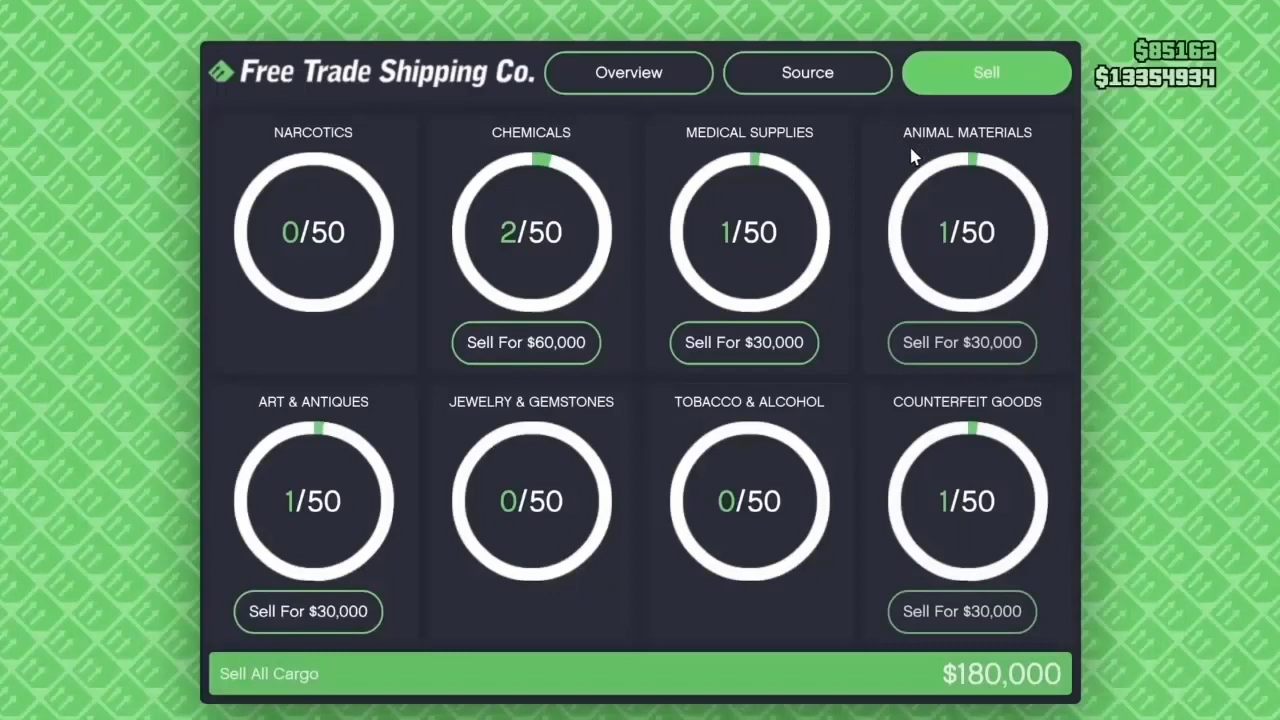 Free Trade Shipping Co.
Overview
Source
Sell
$85162
$13354934
NARCOTICS
CHEMICALS
MEDICAL SUPPLIES
ANIMAL MATERIALS
0/50
2/50
1/50
1/50
Sell For $60,000
Sell For $30,000
Sell For $30,000
ART & ANTIQUES
JEWELRY & GEMSTONES
TOBACCO & ALCOHOL
COUNTERFEIT GOODS
1/50
0/50
0/50
1/50
Sell For $30,000
Sell For $30,000
Sell All Cargo
$180,000